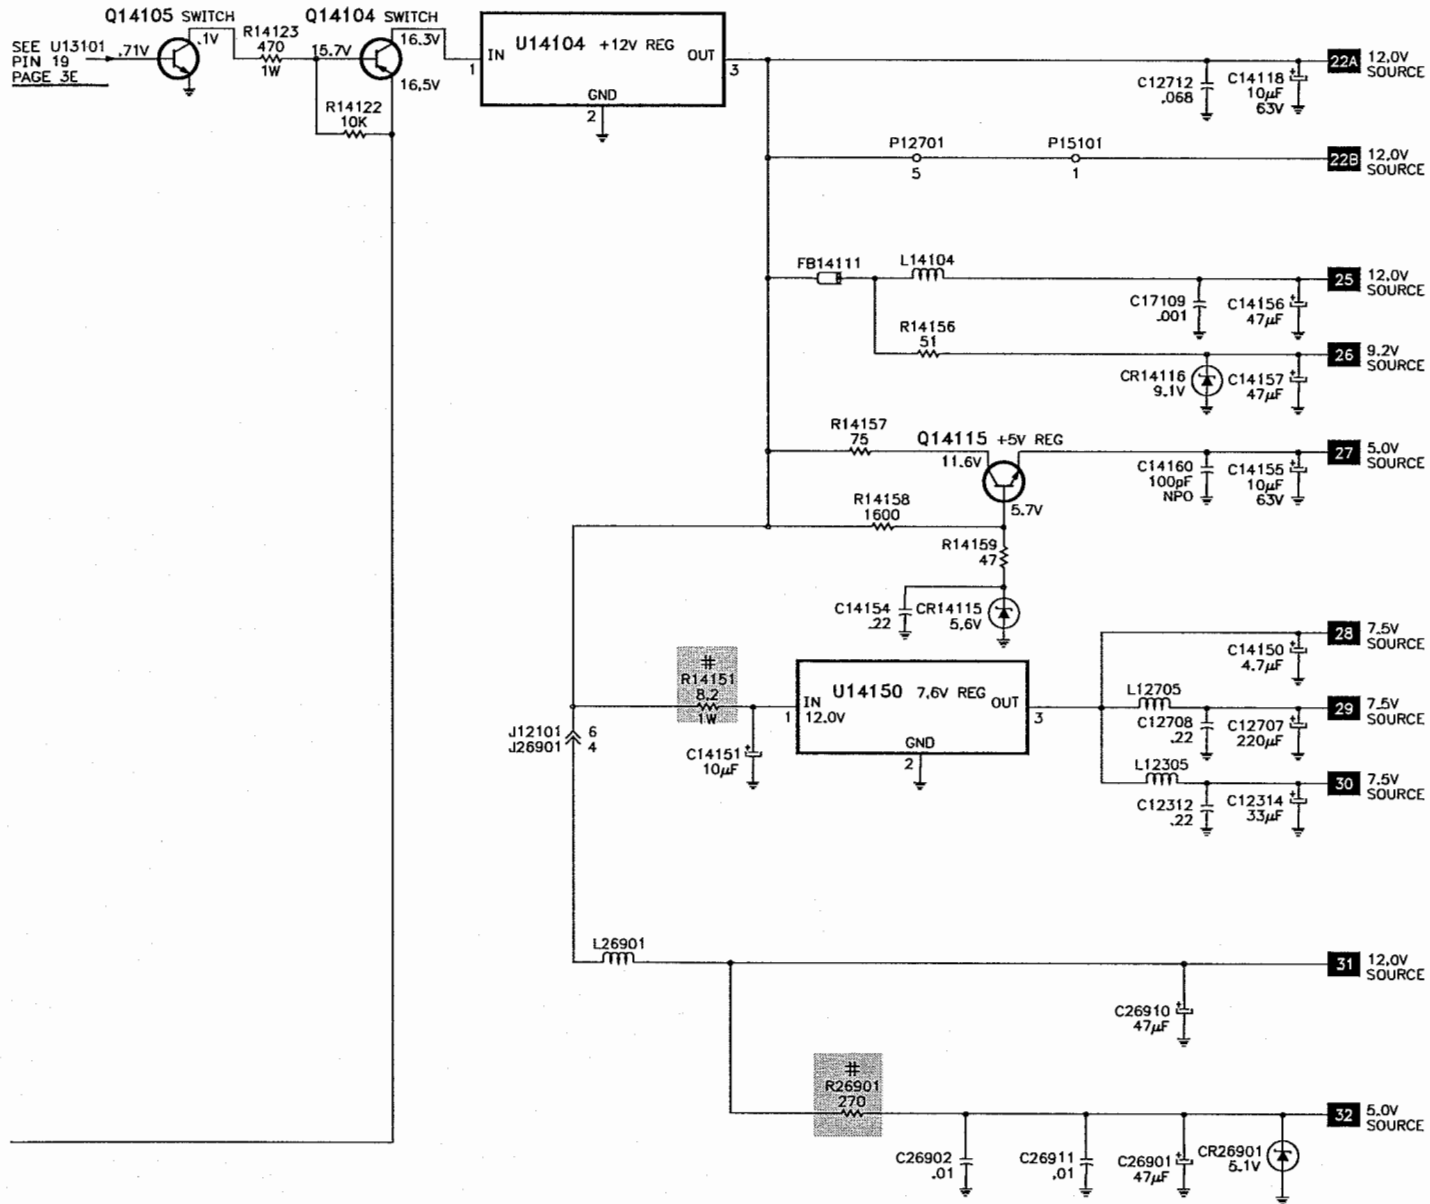 Q14105 SWITCH
SEE U13101
PIN 19
PAGE 3E
.71V
.1V
R14123
470
1W
Q14104 SWITCH
15.7V
16.3V
16.5V
R14122
10K
IN
1
U14104 +12V REG
OUT
3
GND
2
C12712
.068
C14118
10µF
63V
22A
12.0V
SOURCE
P12701
5
P15101
1
22B
12.0V
SOURCE
FB14111
L14104
C17109
.001
C14156
47µF
25
12.0V
SOURCE
R14156
51
CR14116
9.1V
C14157
47µF
26
9.2V
SOURCE
R14157
75
Q14115 +5V REG
11.6V
5.7V
C14160
100pF
NPO
C14155
10µF
63V
27
5.0V
SOURCE
R14158
1600
R14159
47
C14154
.22
CR14115
5.6V
#
R14151
8.2
1W
C14151
10µF
1
IN
12.0V
U14150 7.6V REG
OUT
3
GND
2
C14150
4.7µF
28
7.5V
SOURCE
L12705
C12708
.22
C12707
220µF
29
7.5V
SOURCE
L12305
C12312
.22
C12314
33µF
30
7.5V
SOURCE
J12101 6
J26901 4
L26901
C26910
47µF
31
12.0V
SOURCE
#
R26901
270
C26902
.01
C26911
.01
C26901
47µF
CR26901
5.1V
32
5.0V
SOURCE